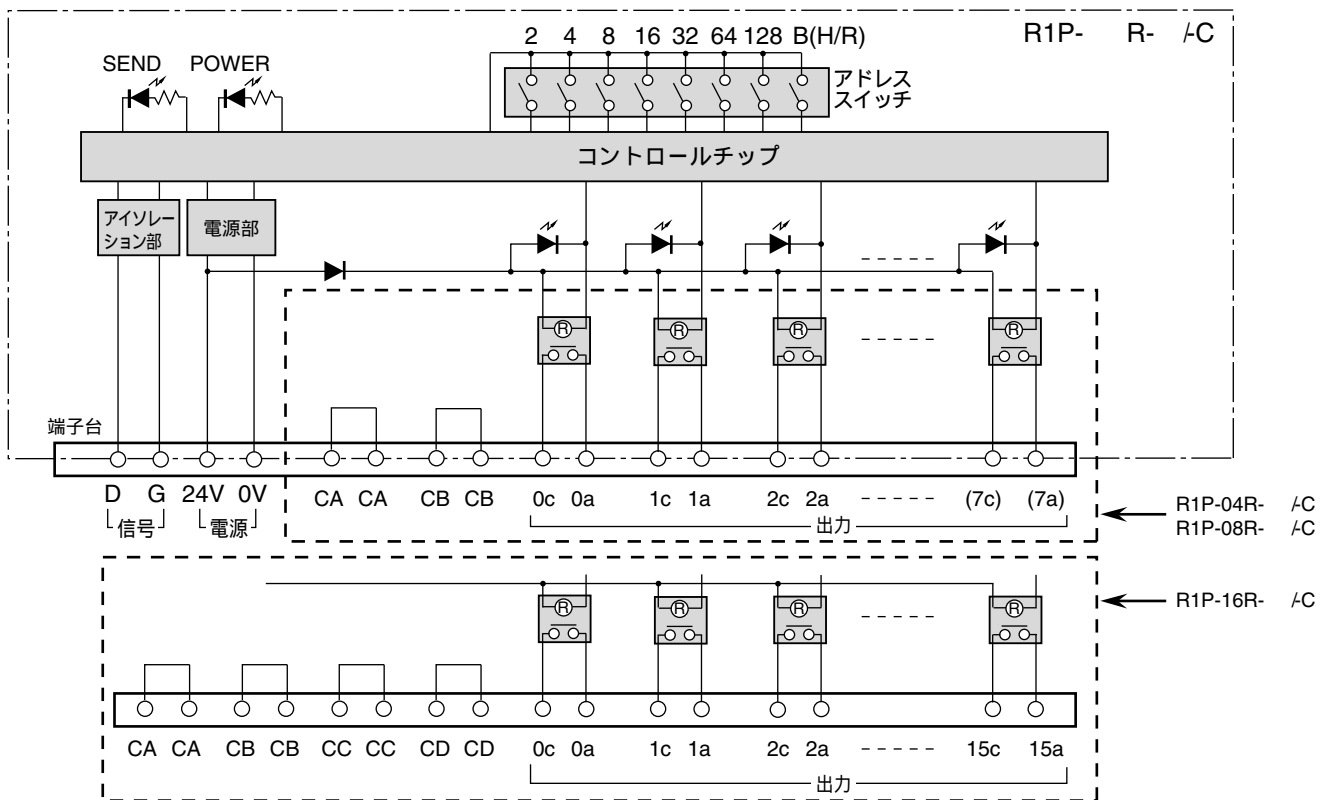 R1P- R- /-C
2 4 8 16 32 64 128 B(H/R)
SEND POWER
アドレス
スイッチ
コントロールチップ
アイソレー
ション部
電源部
R R R R
端子台
D G 24V 0V CA CA CB CB 0c 0a 1c 1a 2c 2a (7c) (7a)
信号 電源 出力
R1P-04R- /-C
R1P-08R- /-C
R1P-16R- /-C
R R R R
CA CA CB CB CC CC CD CD 0c 0a 1c 1a 2c 2a 15c 15a
出力